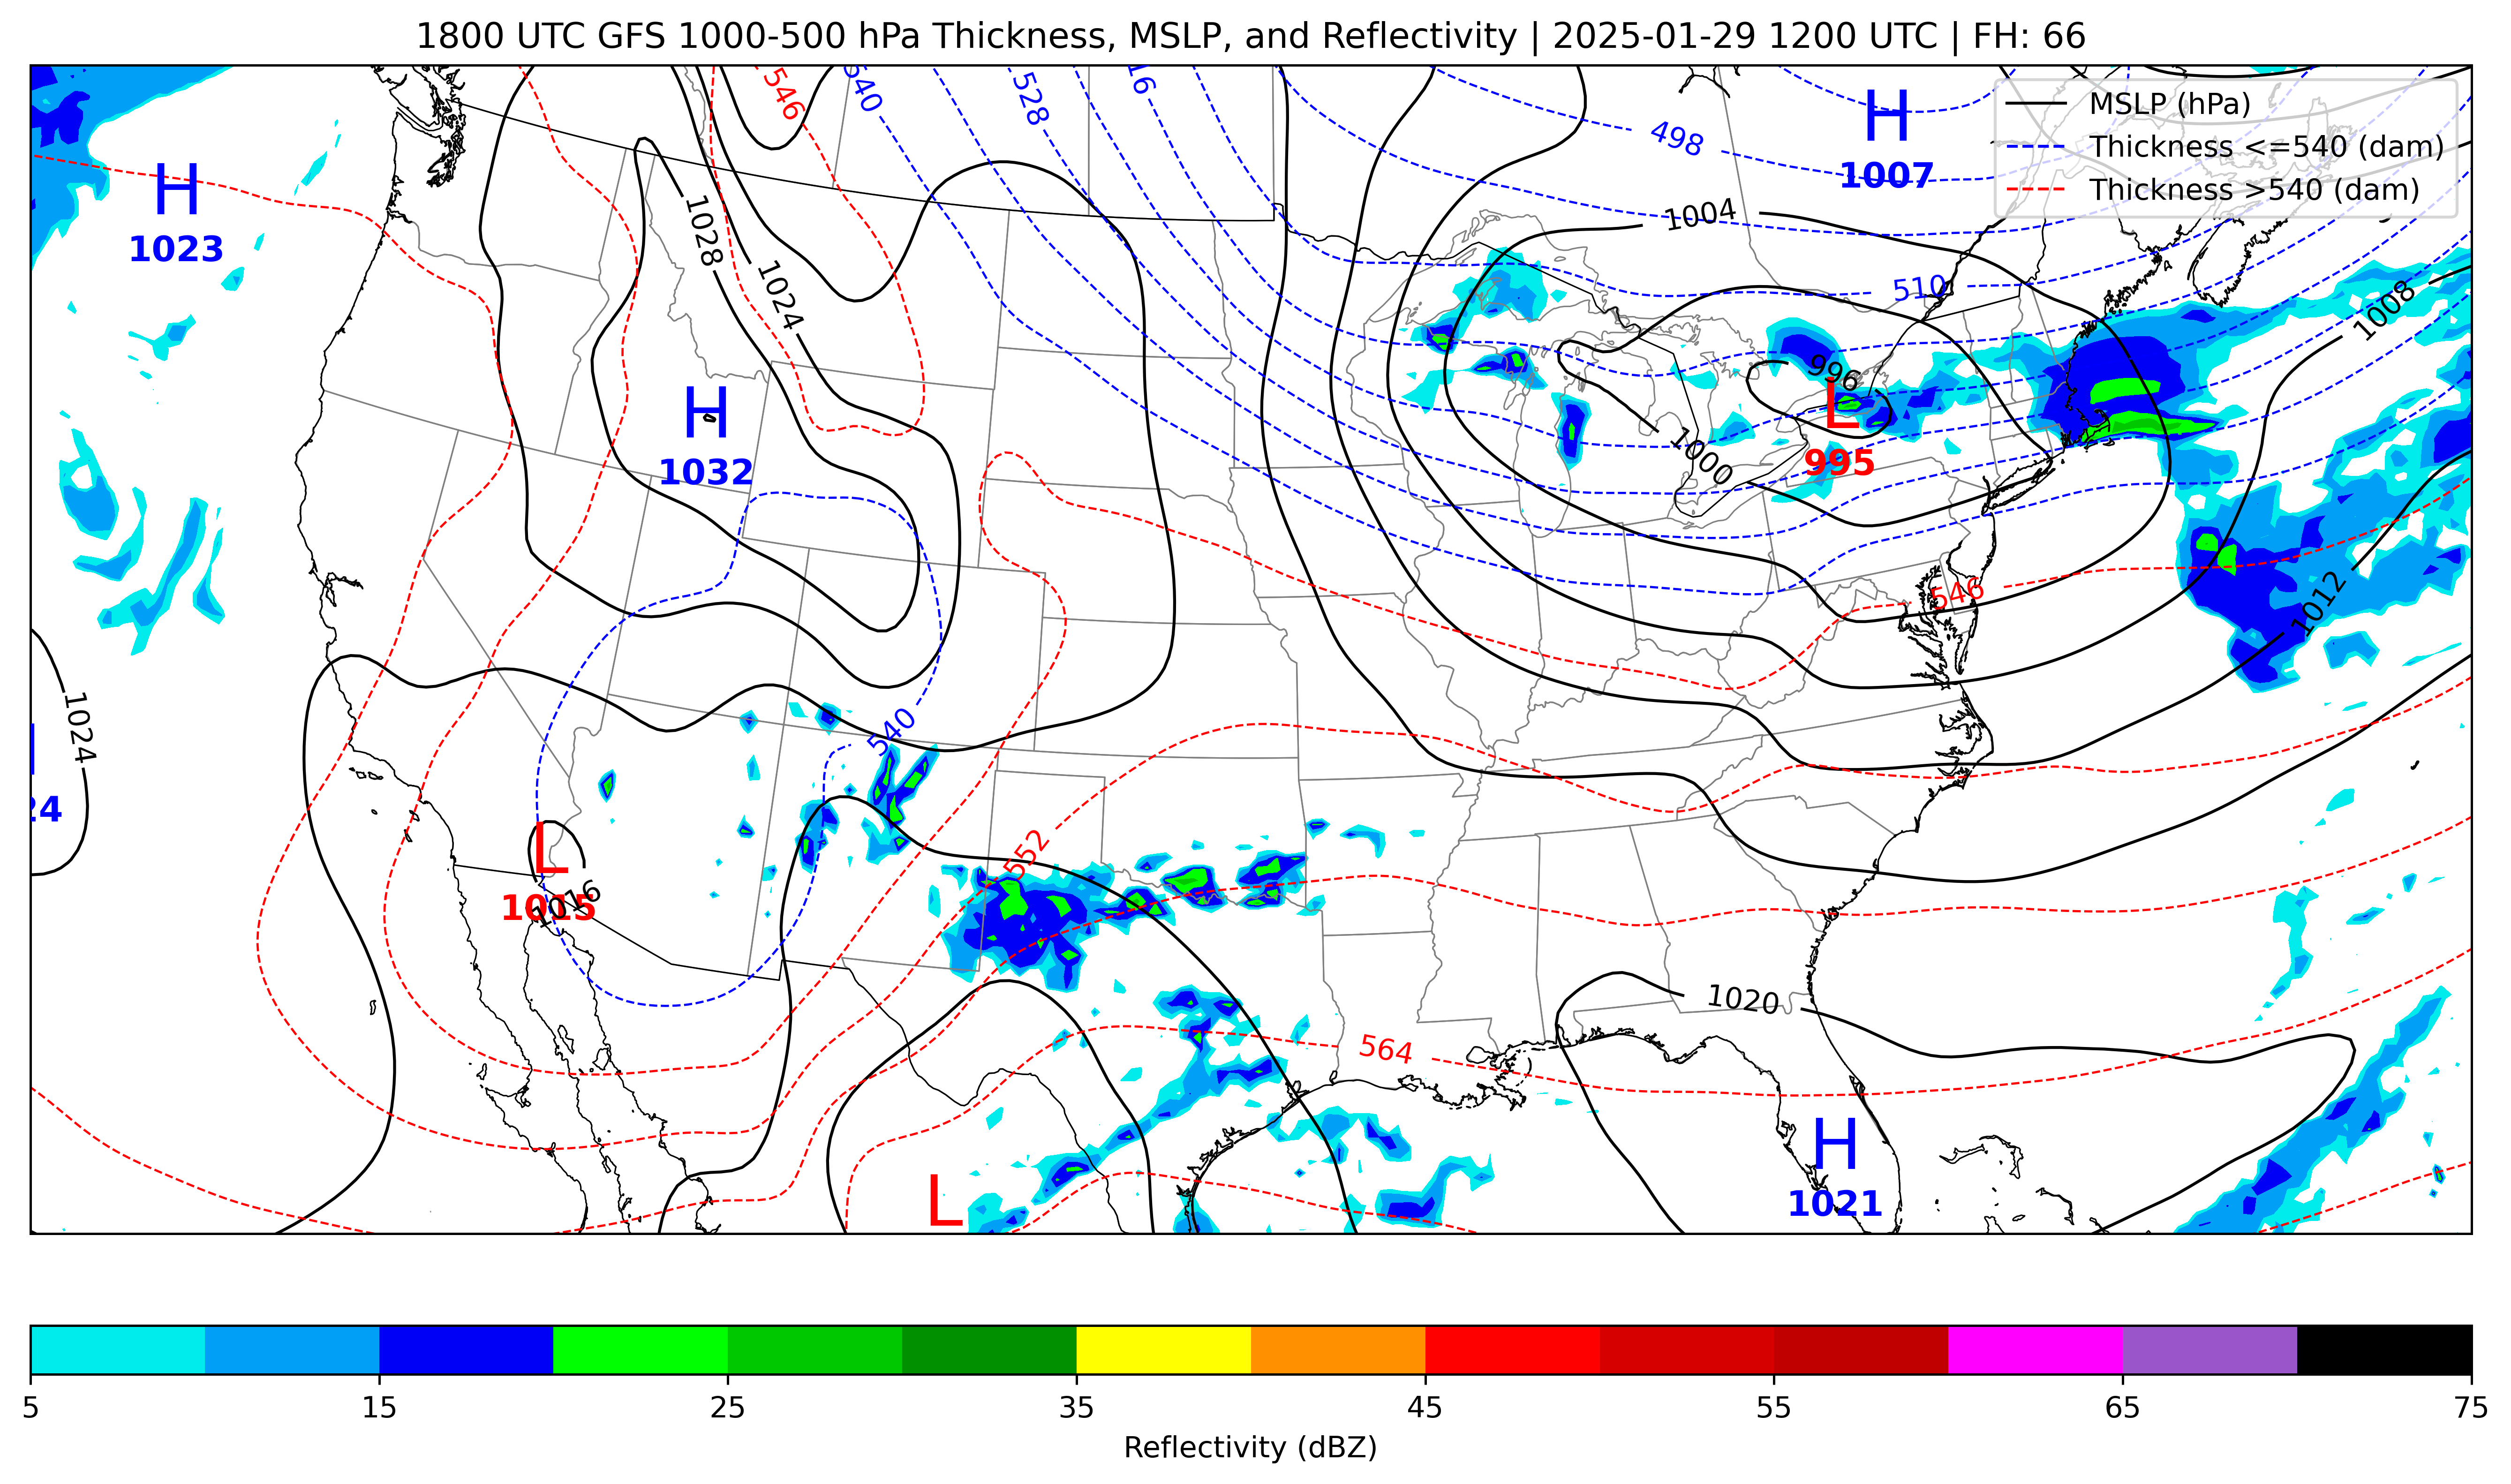 1800 UTC GFS 1000-500 hPa Thickness, MSLP, and Reflectivity | 2025-01-29 1200 UTC | FH: 66
546
540
528
16
498
H
1007
MSLP (hPa)
Thickness <=540 (dam)
Thickness >540 (dam)
H
1023
1028
1004
1024
510
1008
H
1032
996
L
995
1000
546
1012
1024
24
540
L
1015
1016
552
1020
564
H
1021
L
5
15
25
35
45
55
65
75
Reflectivity (dBZ)